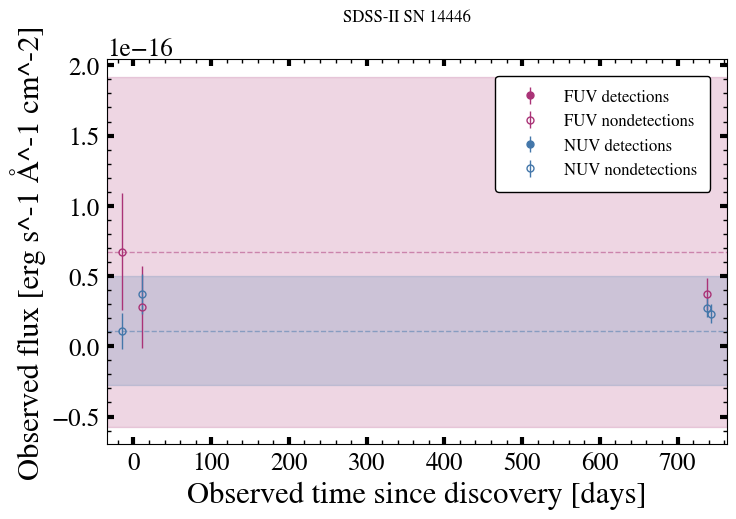 SDSS-II SN 14446
1e−16
2.0
1.5
1.0
0.5
0.0
−0.5
Observed flux [erg s^-1 Å^-1 cm^-2]
FUV detections
FUV nondetections
NUV detections
NUV nondetections
0 100 200 300 400 500 600 700
Observed time since discovery [days]